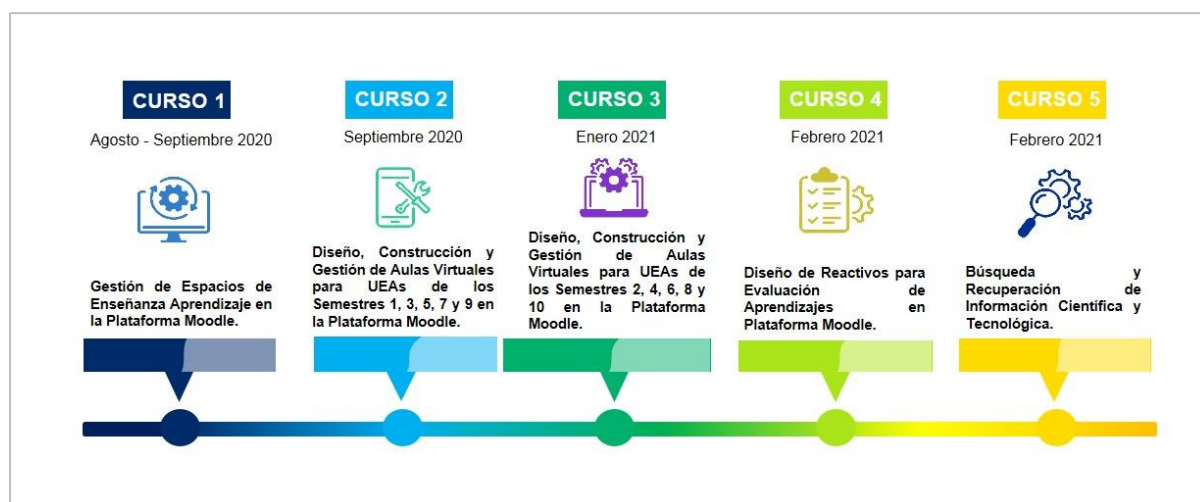 CURSO 1
Agosto - Septiembre 2020
Gestión de Espacios de
Enseñanza Aprendizaje en
la Plataforma Moodle.
CURSO 2
Septiembre 2020
Diseño, Construcción y
Gestión de Aulas Virtuales
para UEAs de los
Semestres 1, 3, 5, 7 y 9 en
la Plataforma Moodle.
CURSO 3
Enero 2021
Diseño, Construcción y
Gestión de Aulas
Virtuales para UEAs de
los Semestres 2, 4, 6, 8 y
10 en la Plataforma
Moodle.
CURSO 4
Febrero 2021
Diseño de Reactivos para
Evaluación de
Aprendizajes en
Plataforma Moodle.
CURSO 5
Febrero 2021
Búsqueda y
Recuperación de
Información Científica y
Tecnológica.